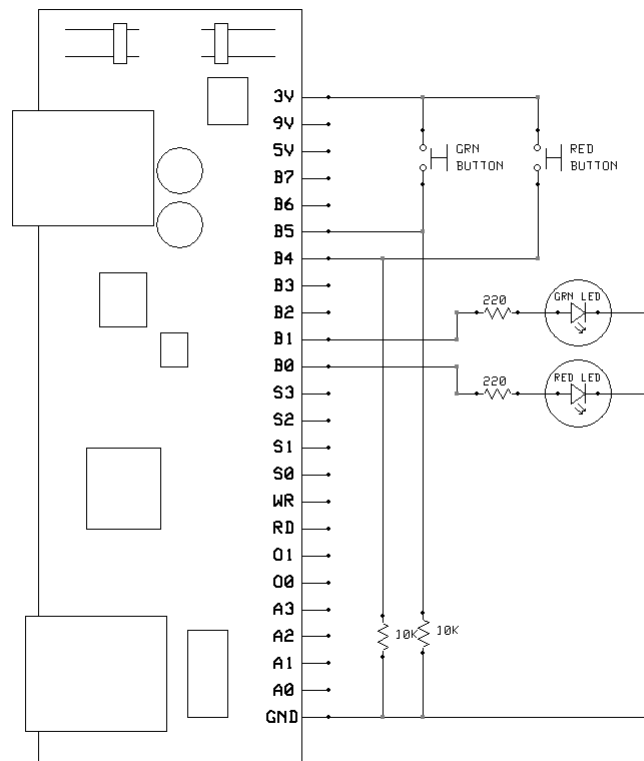 3V
9V
5V
B7
B6
B5
B4
B3
B2
B1
B0
S3
S2
S1
S0
WR
RD
O1
O0
A3
A2
A1
A0
GND
GRN
BUTTON
RED
BUTTON
220
GRN LED
220
RED LED
10K
10K